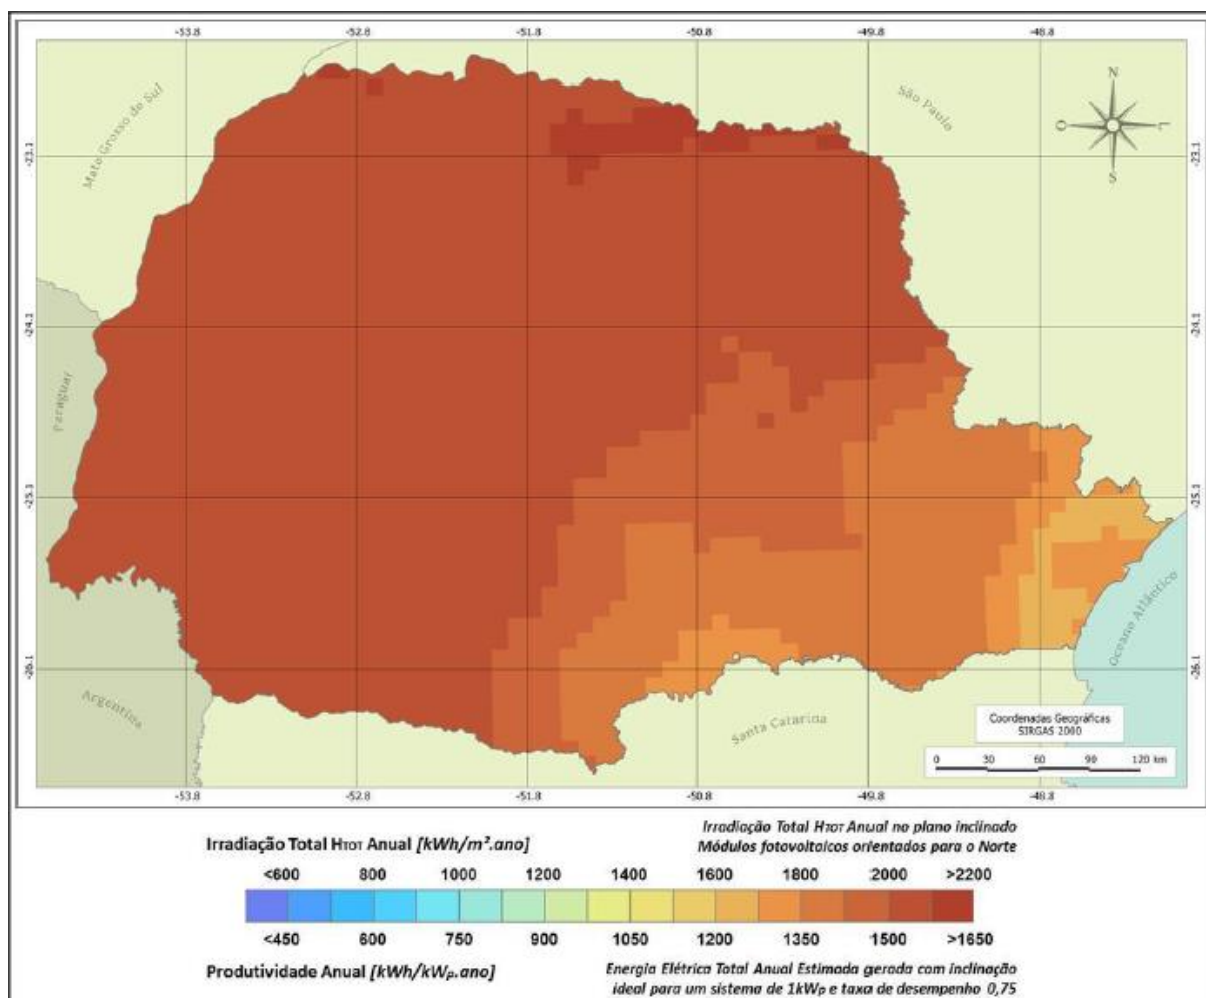 -53.8 -52.8 -51.8 -50.8 -49.8 -48.8
Mato Grosso do Sul
São Paulo
N
O L
S
-23.1 -23.1
-24.1 -24.1
Paraguai
-25.1 -25.1
Oceano Atlântico
-26.1 -26.1
Argentina
Santa Catarina
Coordenadas Geográficas
SIRGAS 2000
0 30 60 90 120 km
-53.8 -52.8 -51.8 -50.8 -49.8 -48.8
Irradiação Total HTOT Anual [kWh/m².ano]
Irradiação Total HTOT Anual no plano inclinado
Módulos fotovoltaicos orientados para o Norte
<600 800 1000 1200 1400 1600 1800 2000 >2200
<450 600 750 900 1050 1200 1350 1500 >1650
Produtividade Anual [kWh/kWp.ano]
Energia Elétrica Total Anual Estimada gerada com inclinação
ideal para um sistema de 1kWp e taxa de desempenho 0,75